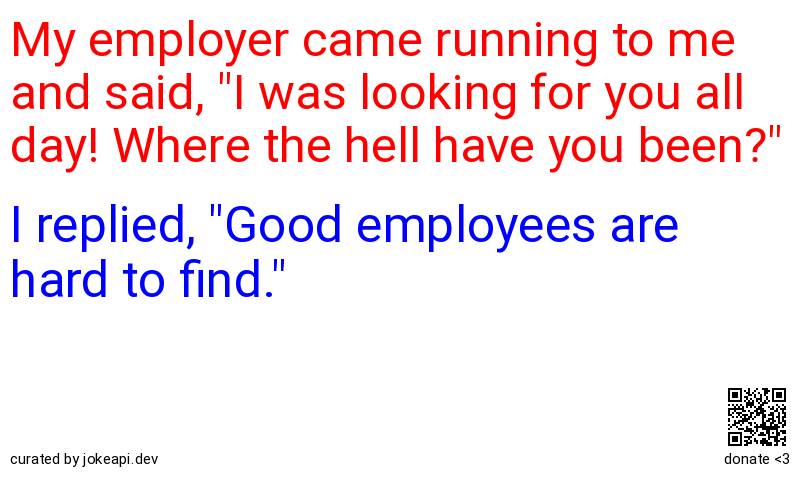 My employer came running to me
and said, "I was looking for you all
day! Where the hell have you been?"
I replied, "Good employees are
hard to find."
curated by jokeapi.dev
donate <3